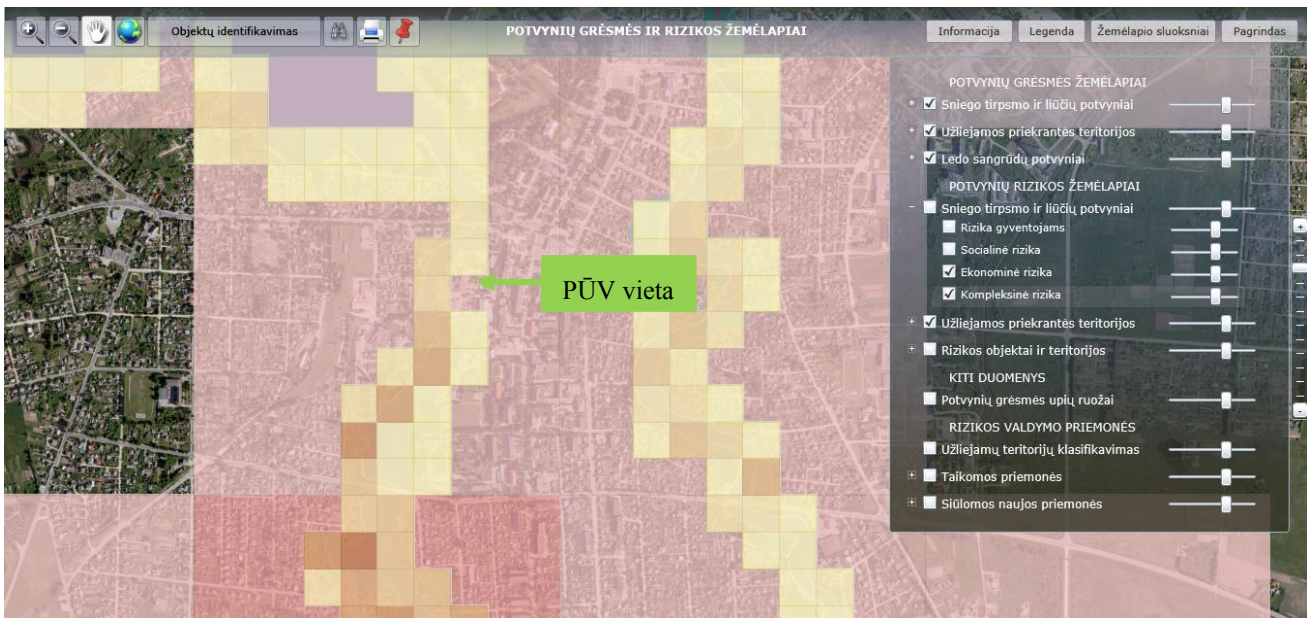 Objektų identifikavimas
POTVYNIŲ GRĖSMĖS IR RIZIKOS ŽEMĖLAPIAI
Informacija
Legenda
Žemėlapio sluoksniai
Pagrindas
POTVYNIŲ GRĖSMĖS ŽEMĖLAPIAI
Sniego tirpsmo ir liūčių potvyniai
Užliejamos priekrantės teritorijos
Ledo sangrūdų potvyniai
POTVYNIŲ RIZIKOS ŽEMĖLAPIAI
Sniego tirpsmo ir liūčių potvyniai
Rizika gyventojams
Socialinė rizika
Ekonominė rizika
Kompleksinė rizika
Užliejamos priekrantės teritorijos
Rizikos objektai ir teritorijos
KITI DUOMENYS
Potvynių grėsmės upių ruožai
RIZIKOS VALDYMO PRIEMONĖS
Užliejamų teritorijų klasifikavimas
Taikomos priemonės
Siūlomos naujos priemonės
PŪV vieta